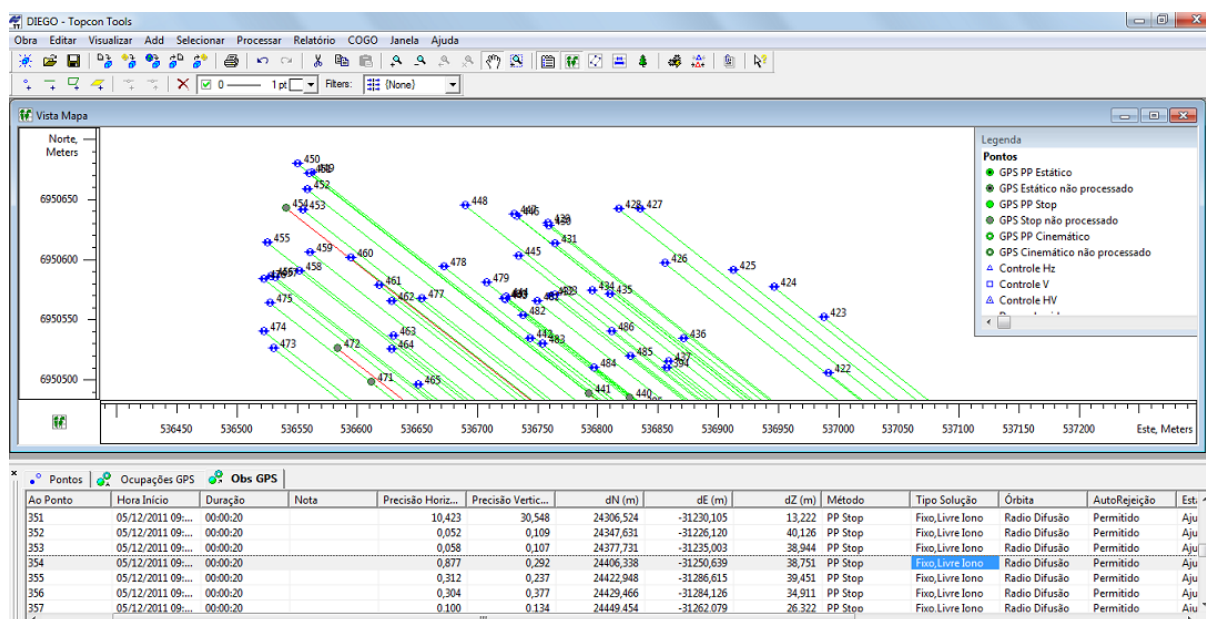 DIEGO - Topcon Tools
Obra Editar Visualizar Add Selecionar Processar Relatório COGO Janela Ajuda
0 1 pt Filters: {None}
Vista Mapa
Norte, Meters
6950650
6950600
6950550
6950500
450
452
454 453
455
459
460
458
461
462
477
475
474
473
472
471
463
464
465
448
445
478
479
482
483
484
441
440
431
434
435
486
485
436
437
394
428 427
426
425
424
423
422
Legenda
Pontos
GPS PP Estático
GPS Estático não processado
GPS PP Stop
GPS Stop não processado
GPS PP Cinemático
GPS Cinemático não processado
Controle Hz
Controle V
Controle HV
536450 536500 536550 536600 536650 536700 536750 536800 536850 536900 536950 537000 537050 537100 537150 537200 Este, Meters
Pontos Ocupações GPS Obs GPS
Ao Ponto Hora Início Duração Nota Precisão Horiz... Precisão Vertic... dN (m) dE (m) dZ (m) Método Tipo Solução Órbita AutoRejeição
351 05/12/2011 09:... 00:00:20 10,423 30,548 24306,524 -31230,105 13,222 PP Stop Fixo,Livre Iono Radio Difusão Permitido Aju
352 05/12/2011 09:... 00:00:20 0,052 0,109 24347,631 -31226,120 40,126 PP Stop Fixo,Livre Iono Radio Difusão Permitido Aju
353 05/12/2011 09:... 00:00:20 0,058 0,107 24377,731 -31235,003 38,944 PP Stop Fixo,Livre Iono Radio Difusão Permitido Aju
354 05/12/2011 09:... 00:00:20 0,877 0,292 24406,338 -31250,639 38,751 PP Stop Fixo,Livre Iono Radio Difusão Permitido Aju
355 05/12/2011 09:... 00:00:20 0,312 0,237 24422,948 -31286,615 39,451 PP Stop Fixo,Livre Iono Radio Difusão Permitido Aju
356 05/12/2011 09:... 00:00:20 0,304 0,377 24429,466 -31284,126 34,911 PP Stop Fixo,Livre Iono Radio Difusão Permitido Aju
357 05/12/2011 09:... 00:00:20 0,100 0,134 24449,454 -31262,079 26,322 PP Stop Fixo,Livre Iono Radio Difusão Permitido Aju